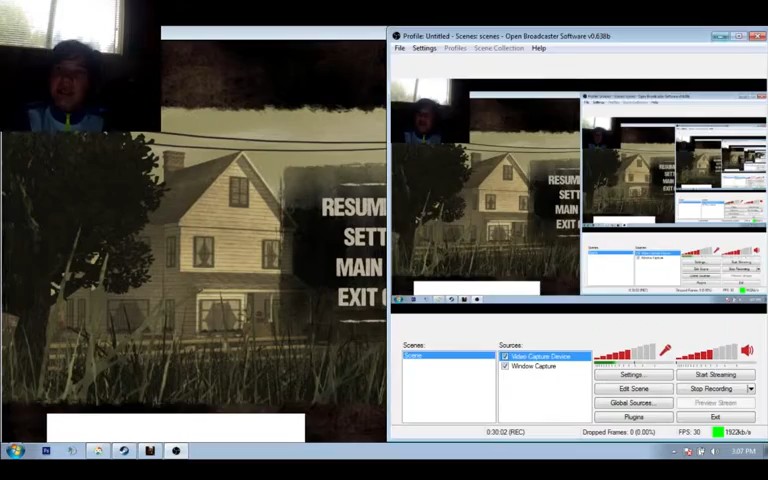 Profile: Untitled - Scenes: scenes - Open Broadcaster Software v0.638b
File Settings Profiles Scene Collection Help
RESUM
SETT
MAIN
EXIT
RESUM
SETT
MAIN
EXIT
Scenes:
Scene
Sources:
Video Capture Device
Window Capture
Settings...
Start Streaming
Edit Scene
Stop Recording
Global Sources...
Preview Stream
Plugins
Exit
0:30:02 (REC)
Dropped Frames: 0 (0.00%)
FPS: 30
1922kb/s
3:07 PM